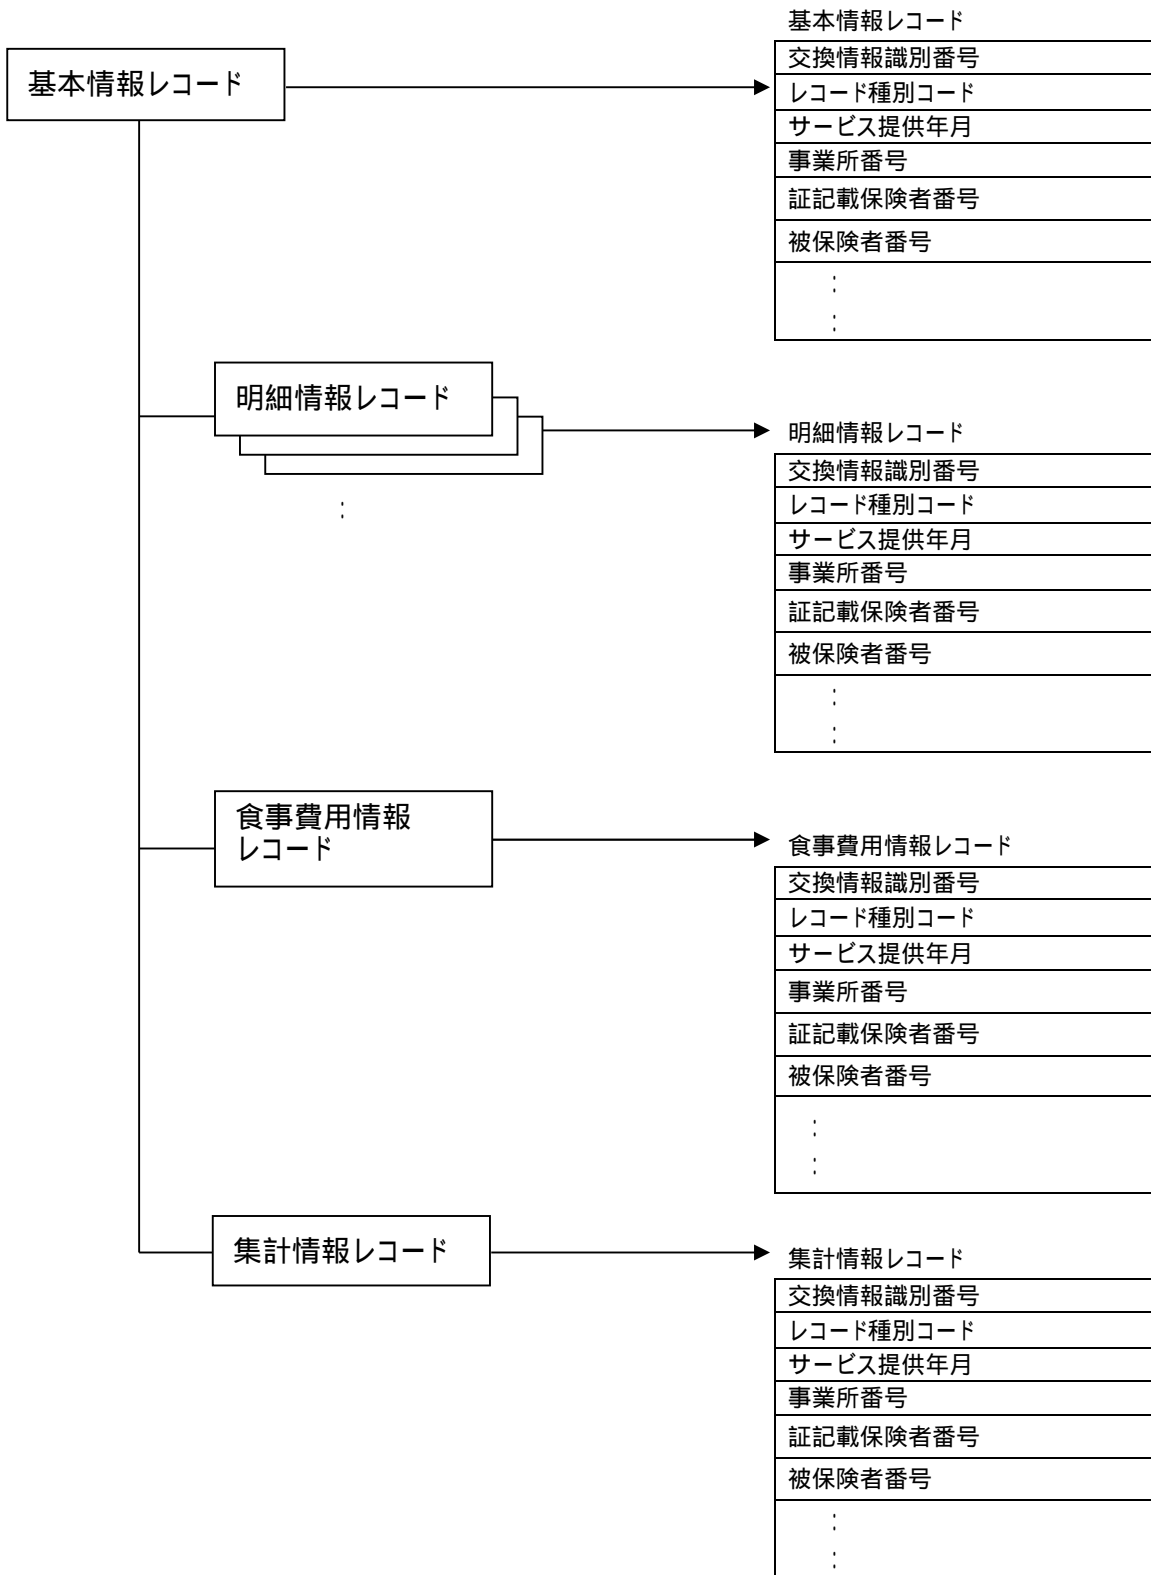 基本情報レコード
基本情報レコード
交換情報識別番号
レコード種別コード
サービス提供年月
事業所番号
証記載保険者番号
被保険者番号
:
:
明細情報レコード
:
明細情報レコード
交換情報識別番号
レコード種別コード
サービス提供年月
事業所番号
証記載保険者番号
被保険者番号
:
:
食事費用情報
レコード
食事費用情報レコード
交換情報識別番号
レコード種別コード
サービス提供年月
事業所番号
証記載保険者番号
被保険者番号
:
:
集計情報レコード
集計情報レコード
交換情報識別番号
レコード種別コード
サービス提供年月
事業所番号
証記載保険者番号
被保険者番号
:
: